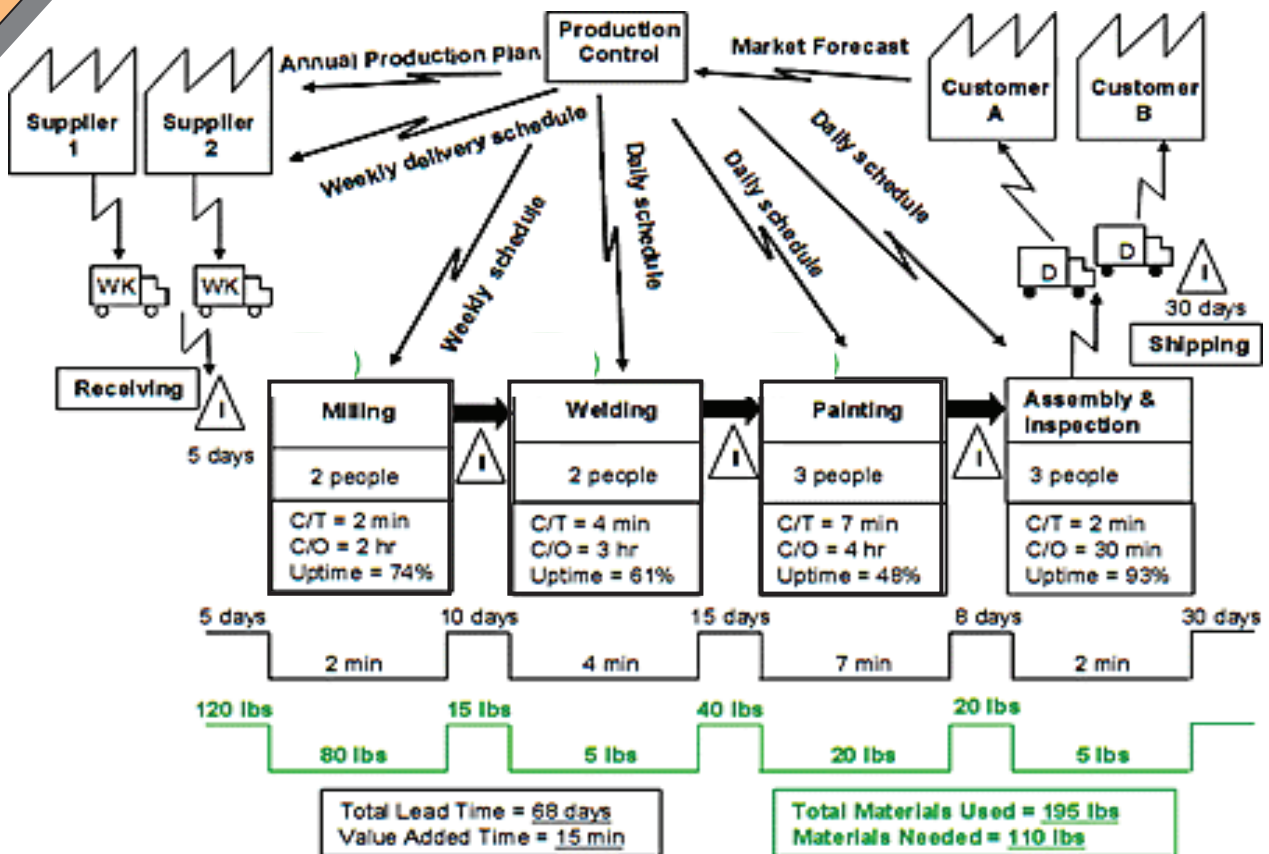 Production
Control
Annual Production Plan
Market Forecast
Supplier
1
Supplier
2
Customer
A
Customer
B
Weekly delivery schedule
Weekly schedule
Daily schedule
Daily schedule
Daily schedule
WK
WK
D
D
I
30 days
Shipping
Receiving
I
5 days
Milling
2 people
C/T = 2 min
C/O = 2 hr
Uptime = 74%
I
Welding
2 people
C/T = 4 min
C/O = 3 hr
Uptime = 61%
I
Painting
3 people
C/T = 7 min
C/O = 4 hr
Uptime = 48%
I
Assembly &
Inspection
3 people
C/T = 2 min
C/O = 30 min
Uptime = 93%
5 days 10 days 15 days 8 days 30 days
2 min 4 min 7 min 2 min
120 lbs 15 lbs 40 lbs 20 lbs
80 lbs 5 lbs 20 lbs 5 lbs
Total Lead Time = 68 days
Value Added Time = 15 min
Total Materials Used = 195 lbs
Materials Needed = 110 lbs